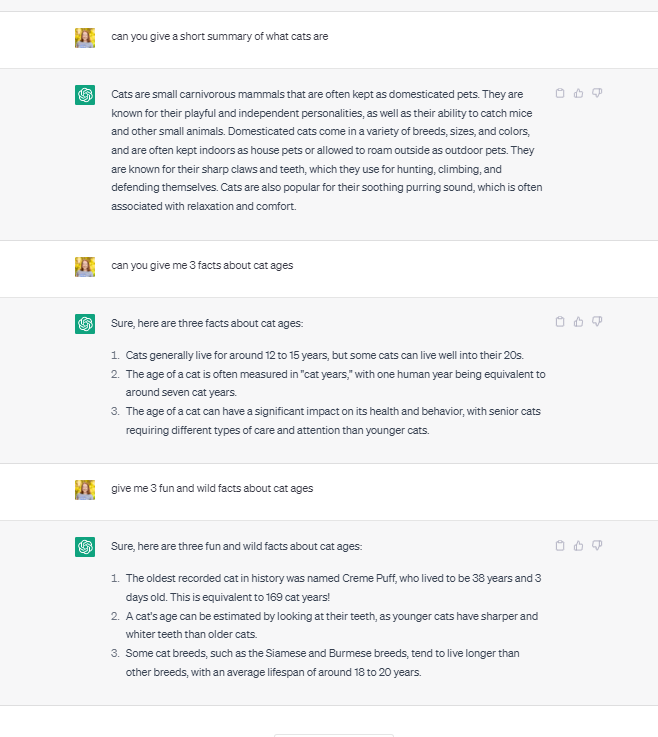 can you give a short summary of what cats are
Cats are small carnivorous mammals that are often kept as domesticated pets. They are
known for their playful and independent personalities, as well as their ability to catch mice
and other small animals. Domesticated cats come in a variety of breeds, sizes, and colors,
and are often kept indoors as house pets or allowed to roam outside as outdoor pets. They
are known for their sharp claws and teeth, which they use for hunting, climbing, and
defending themselves. Cats are also popular for their soothing purring sound, which is often
associated with relaxation and comfort.
can you give me 3 facts about cat ages
Sure, here are three facts about cat ages:
1. Cats generally live for around 12 to 15 years, but some cats can live well into their 20s.
2. The age of a cat is often measured in "cat years," with one human year being equivalent to
around seven cat years.
3. The age of a cat can have a significant impact on its health and behavior, with senior cats
requiring different types of care and attention than younger cats.
give me 3 fun and wild facts about cat ages
Sure, here are three fun and wild facts about cat ages:
1. The oldest recorded cat in history was named Creme Puff, who lived to be 38 years and 3
days old. This is equivalent to 169 cat years!
2. A cat's age can be estimated by looking at their teeth, as younger cats have sharper and
whiter teeth than older cats.
3. Some cat breeds, such as the Siamese and Burmese breeds, tend to live longer than
other breeds, with an average lifespan of around 18 to 20 years.